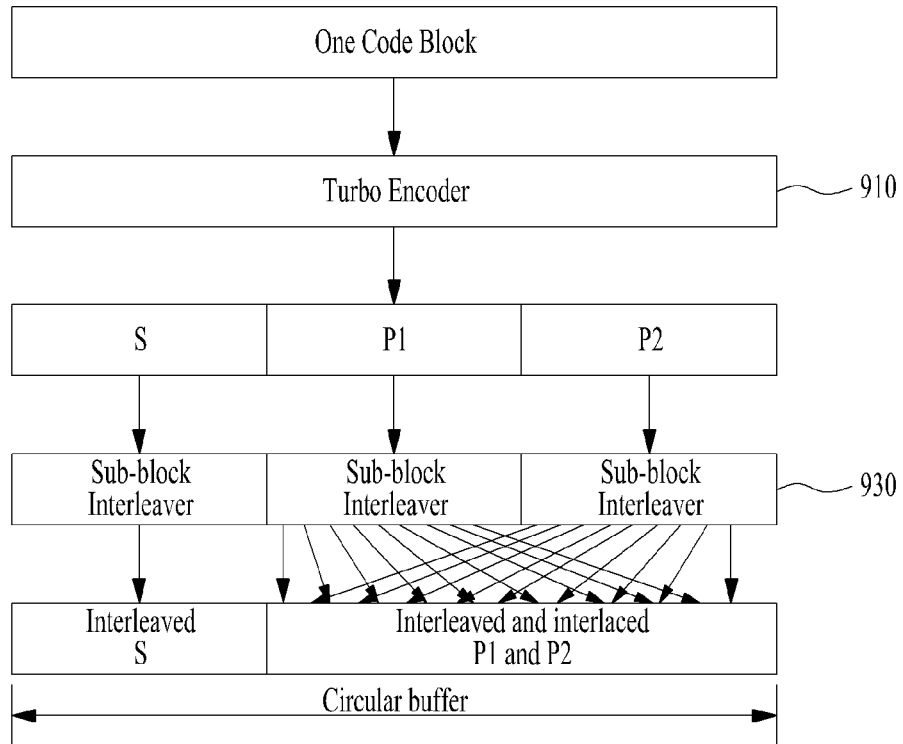 One Code Block
Turbo Encoder
910
S
P1
P2
Sub-block
Interleaver
Sub-block
Interleaver
Sub-block
Interleaver
930
Interleaved
S
Interleaved and interlaced
P1 and P2
Circular buffer